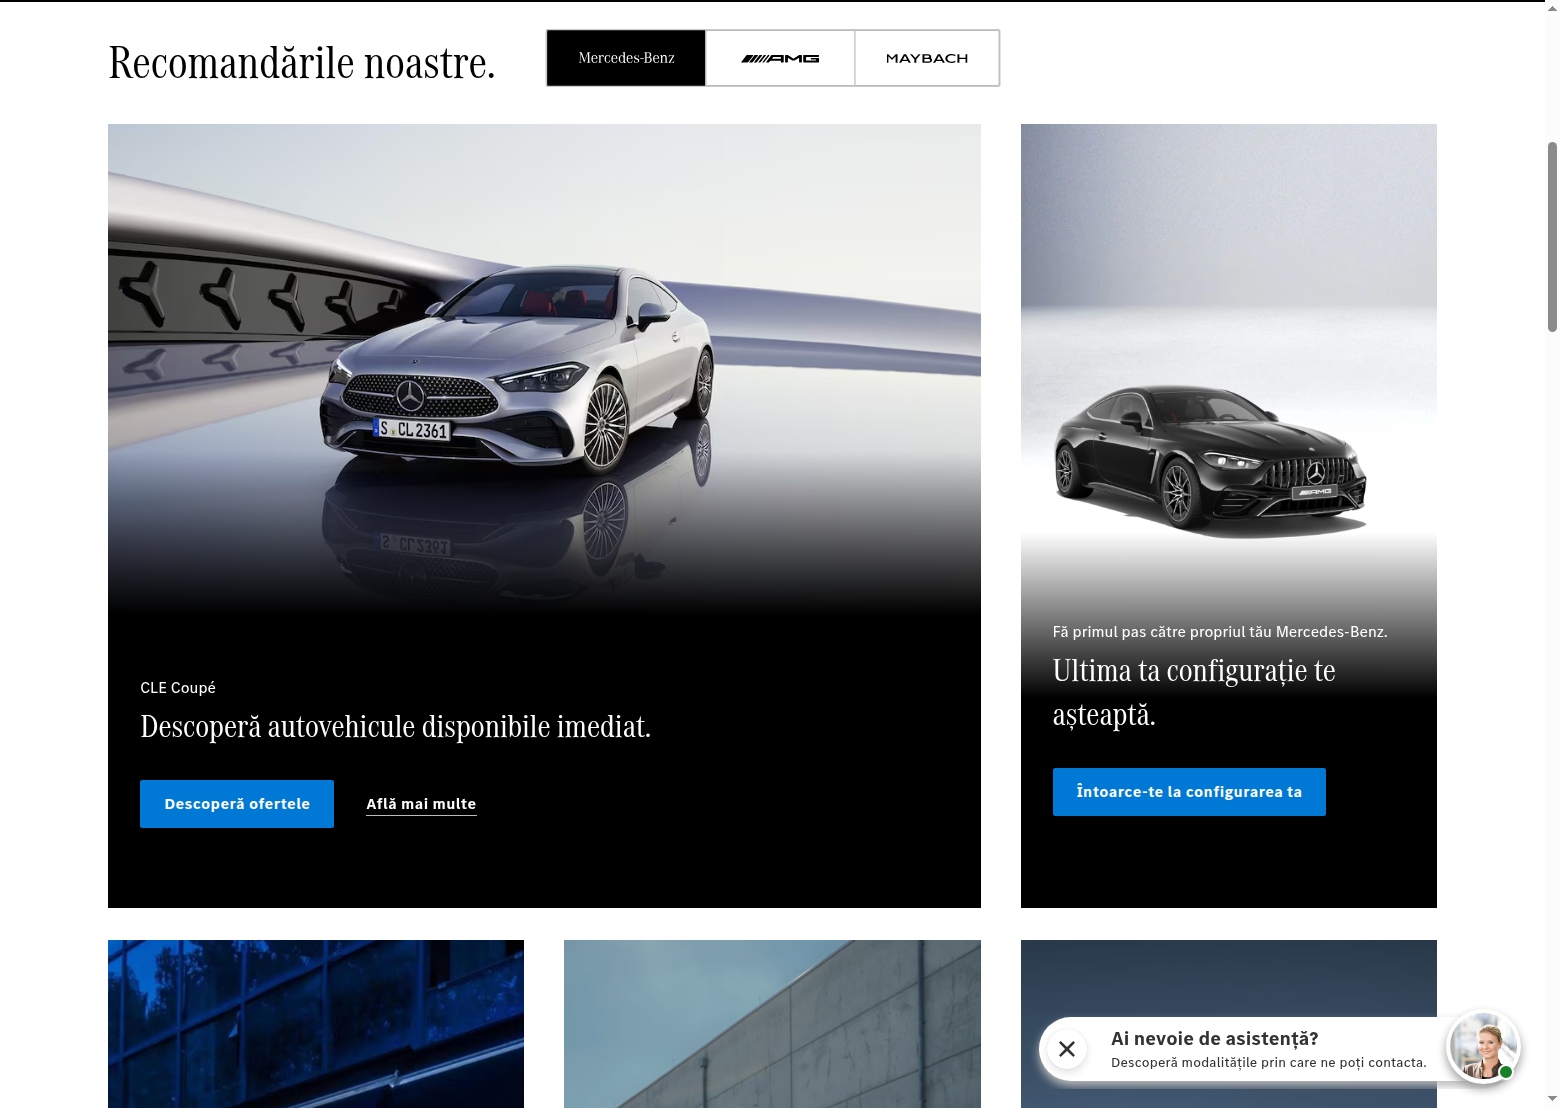 Recomandările noastre.
Mercedes-Benz
AMG
MAYBACH
S CL 2361
AMG
CLE Coupé
Descoperă autovehicule disponibile imediat.
Descoperă ofertele
Află mai multe
Fă primul pas către propriul tău Mercedes-Benz.
Ultima ta configurație te
așteaptă.
Întoarce-te la configurarea ta
Ai nevoie de asistență?
Descoperă modalitățile prin care ne poți contacta.